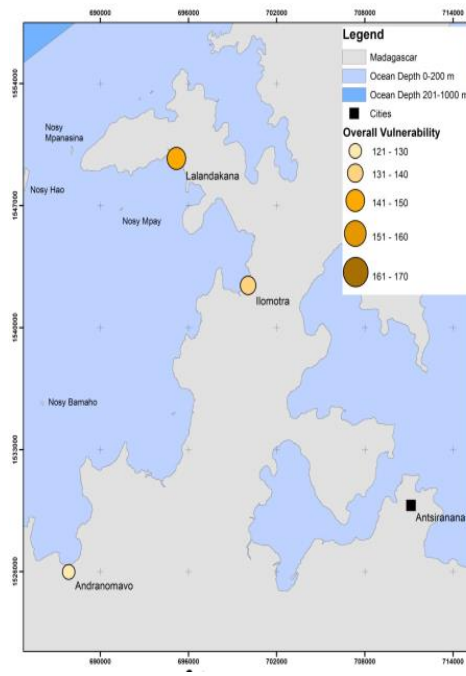 690000 696000 702000 708000 714000
Legend
Madagascar
Ocean Depth 0-200 m
Ocean Depth 201-1000 m
Cities
Overall Vulnerability
121 - 130
131 - 140
141 - 150
151 - 160
161 - 170
1554000
Nosy
Mpanasina
Lalandakana
Nosy Hao
1647000
Nosy Mpay
Ilomotra
1540000
Nosy Bamaho
1533000
Antsiranana
1526000
Andranomavo
690000 696000 702000 708000 714000